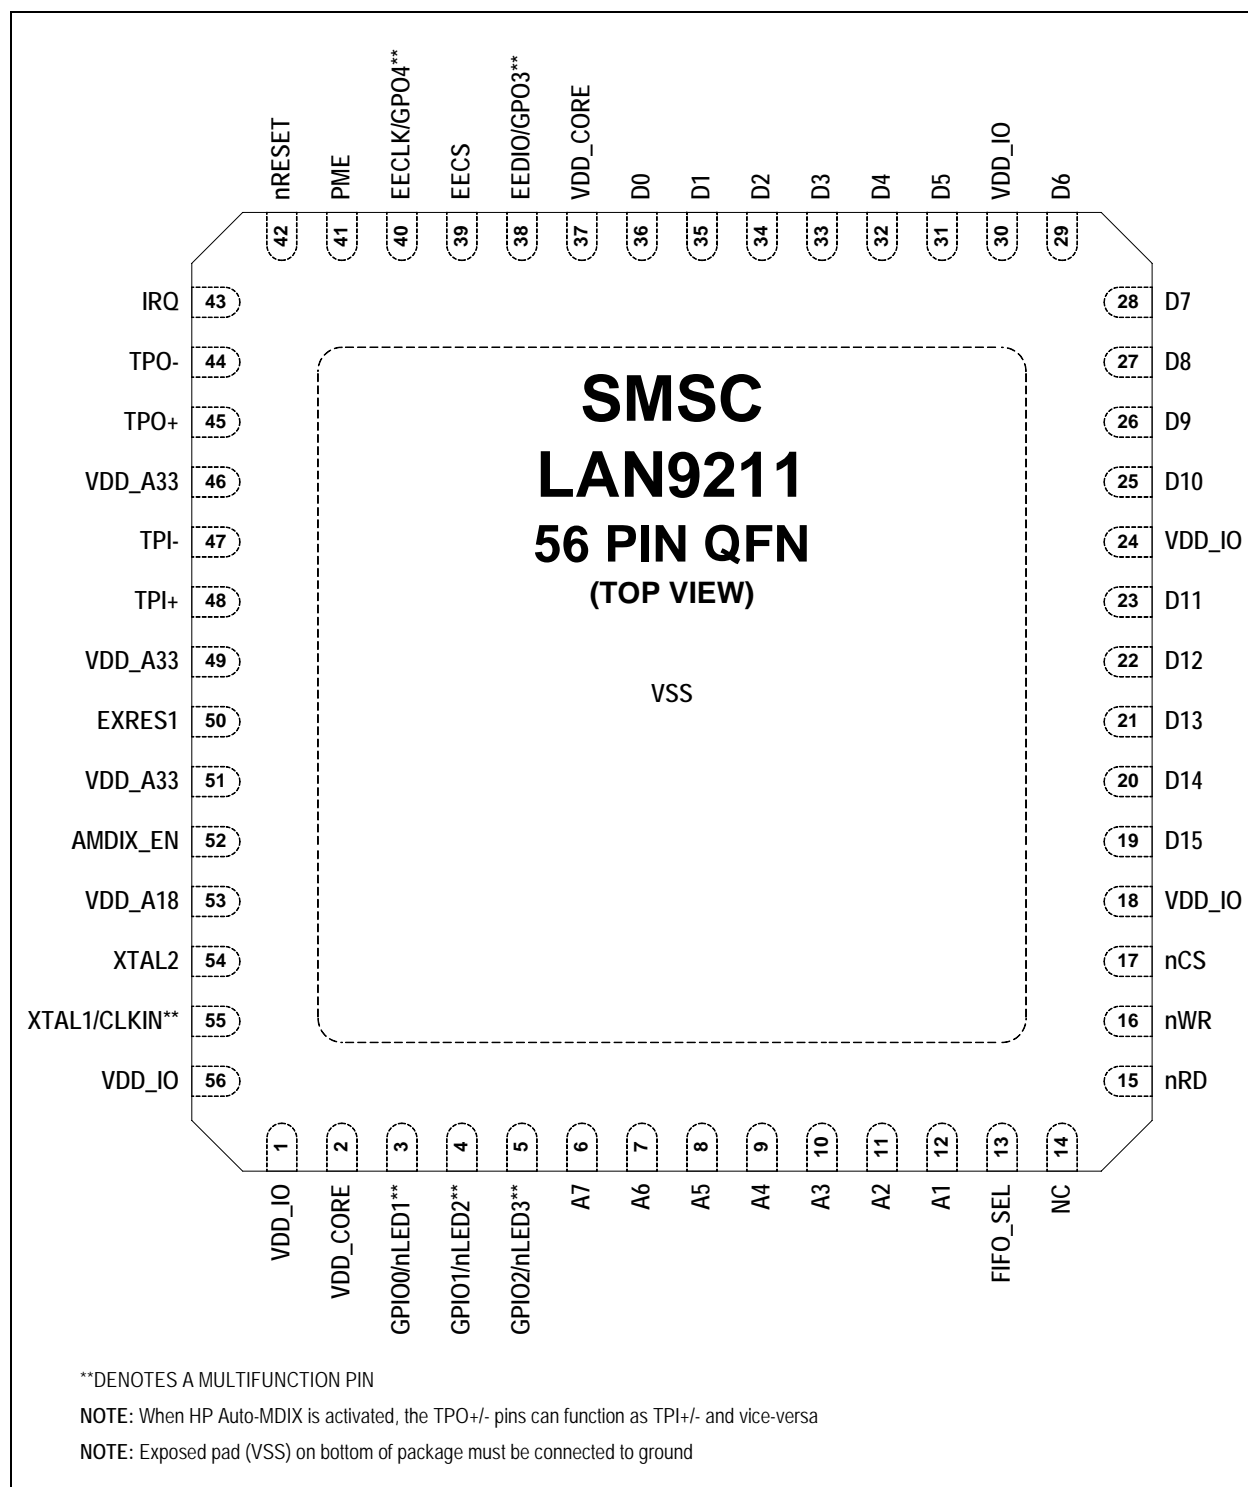 nRESET
PME
EECLK/GPO4**
EECS
EEDIO/GPO3**
VDD_CORE
D0
D1
D2
D3
D4
D5
VDD_IO
D6
42
41
40
39
38
37
36
35
34
33
32
31
30
29
IRQ 43
TPO- 44
TPO+ 45
VDD_A33 46
TPI- 47
TPI+ 48
VDD_A33 49
EXRES1 50
VDD_A33 51
AMDIX_EN 52
VDD_A18 53
XTAL2 54
XTAL1/CLKIN** 55
VDD_IO 56
SMSC
LAN9211
56 PIN QFN
(TOP VIEW)
VSS
28 D7
27 D8
26 D9
25 D10
24 VDD_IO
23 D11
22 D12
21 D13
20 D14
19 D15
18 VDD_IO
17 nCS
16 nWR
15 nRD
1
2
3
4
5
6
7
8
9
10
11
12
13
14
VDD_IO
VDD_CORE
GPIO0/nLED1**
GPIO1/nLED2**
GPIO2/nLED3**
A7
A6
A5
A4
A3
A2
A1
FIFO_SEL
NC
**DENOTES A MULTIFUNCTION PIN
NOTE: When HP Auto-MDIX is activated, the TPO+/- pins can function as TPI+/- and vice-versa
NOTE: Exposed pad (VSS) on bottom of package must be connected to ground